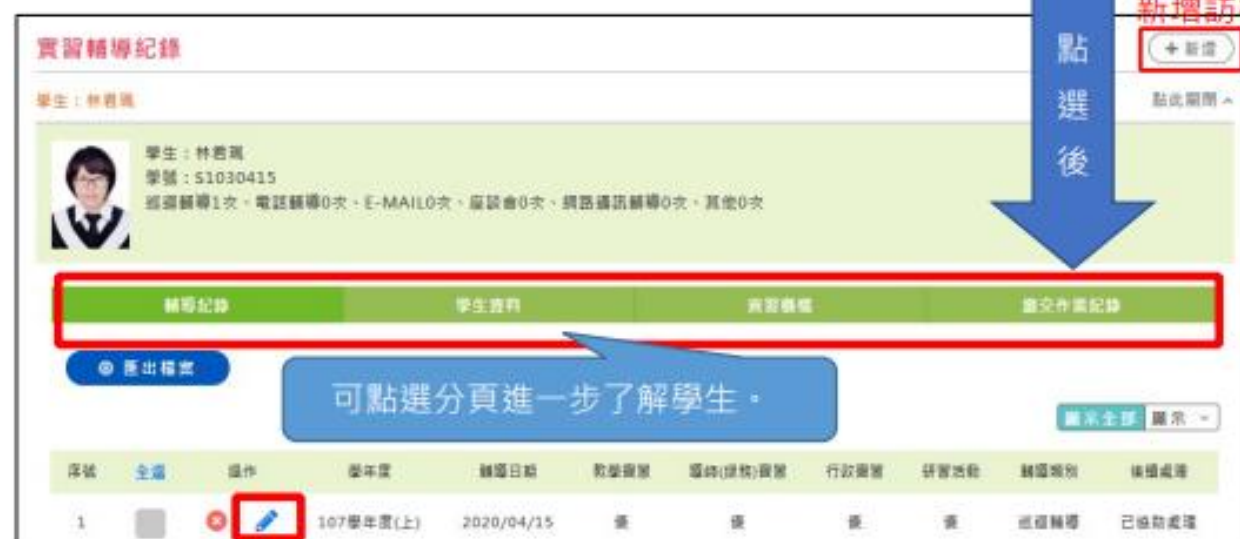 新增訪
實習輔導紀錄
+ 新增
點選後
學生：林君珮
點此關閉
學生：林君珮
學號：S1030415
巡迴輔導1次、電話輔導0次、E-MAIL0次、座談會0次、網路通訊輔導0次、其他0次
輔導紀錄 學生資料 實習機構 繳交作業紀錄
匯出檔案
可點選分頁進一步了解學生。
顯示全部 顯示
序號 全選 操作 學年度 輔導日期 教學實習 導師(級務)實習 行政實習 研習活動 輔導類別 後續處理
1 107學年度(上) 2020/04/15 優 優 優 優 巡迴輔導 已協助處理